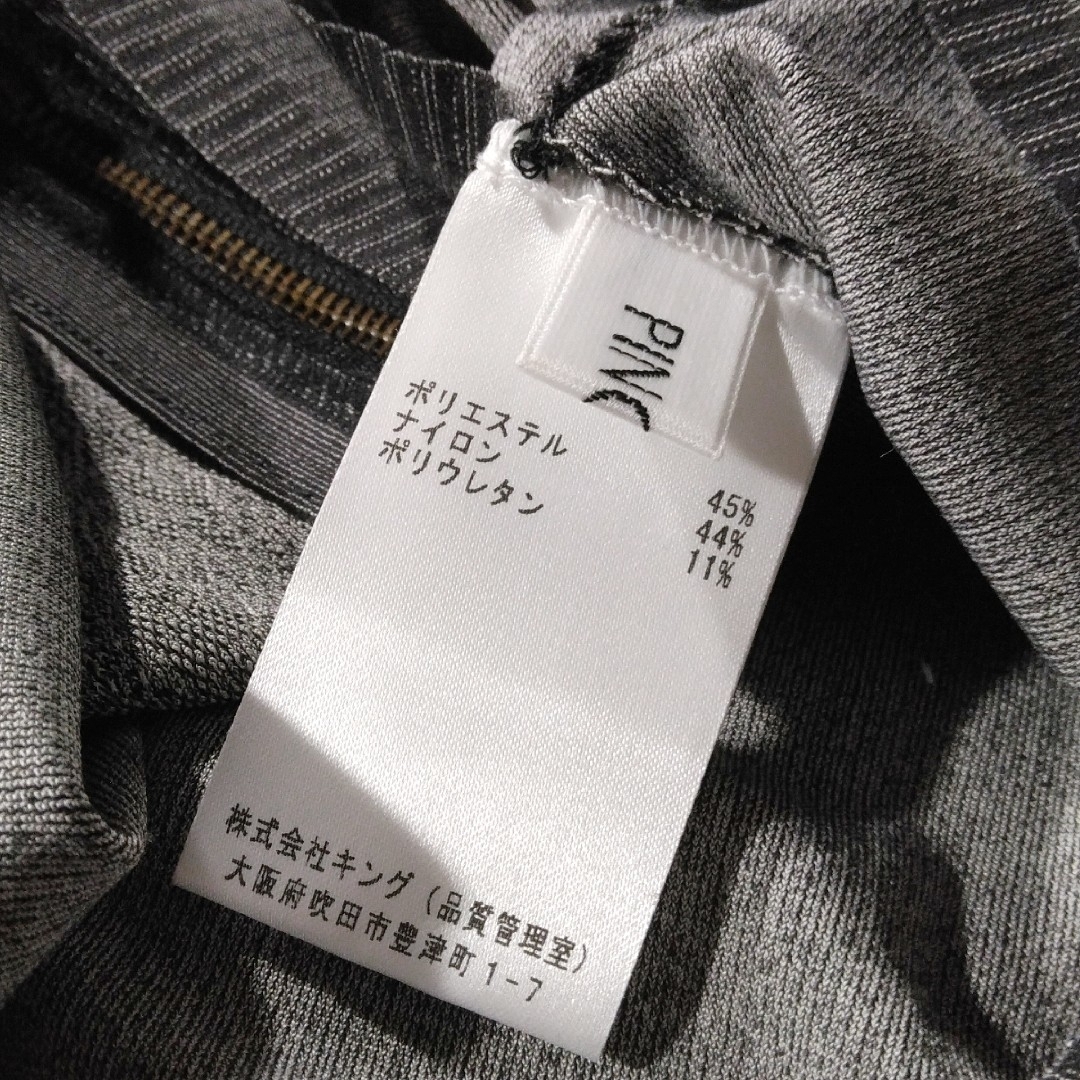 PINO
ポリエステル 45%
ナイロン 44%
ポリウレタン 11%
株式会社キング（品質管理室）
大阪府吹田市豊津町1-7